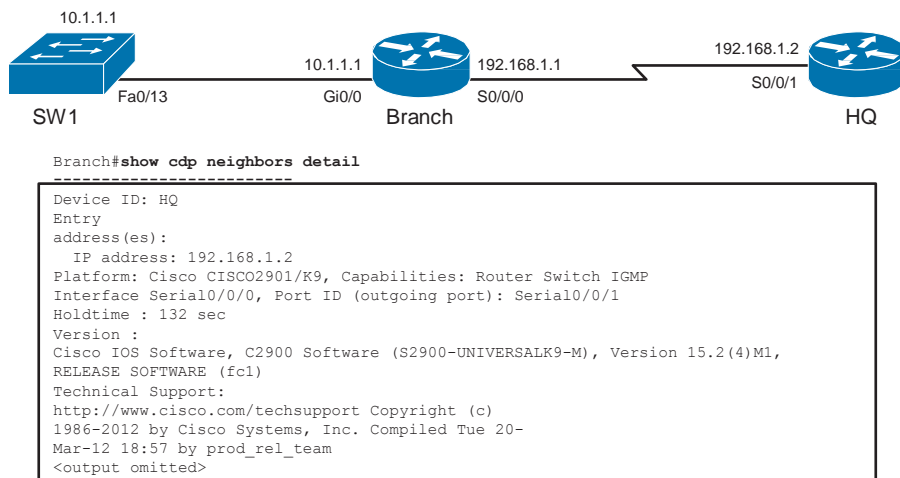 10.1.1.1
10.1.1.1
192.168.1.1
192.168.1.2
Fa0/13
Gi0/0
S0/0/0
S0/0/1
SW1
Branch
HQ
Branch#show cdp neighbors detail
-------------------------
Device ID: HQ
Entry
address(es):
IP address: 192.168.1.2
Platform: Cisco CISCO2901/K9, Capabilities: Router Switch IGMP
Interface Serial0/0/0, Port ID (outgoing port): Serial0/0/1
Holdtime : 132 sec
Version :
Cisco IOS Software, C2900 Software (S2900-UNIVERSALK9-M), Version 15.2(4)M1,
RELEASE SOFTWARE (fc1)
Technical Support:
http://www.cisco.com/techsupport Copyright (c)
1986-2012 by Cisco Systems, Inc. Compiled Tue 20-
Mar-12 18:57 by prod_rel_team
<output omitted>